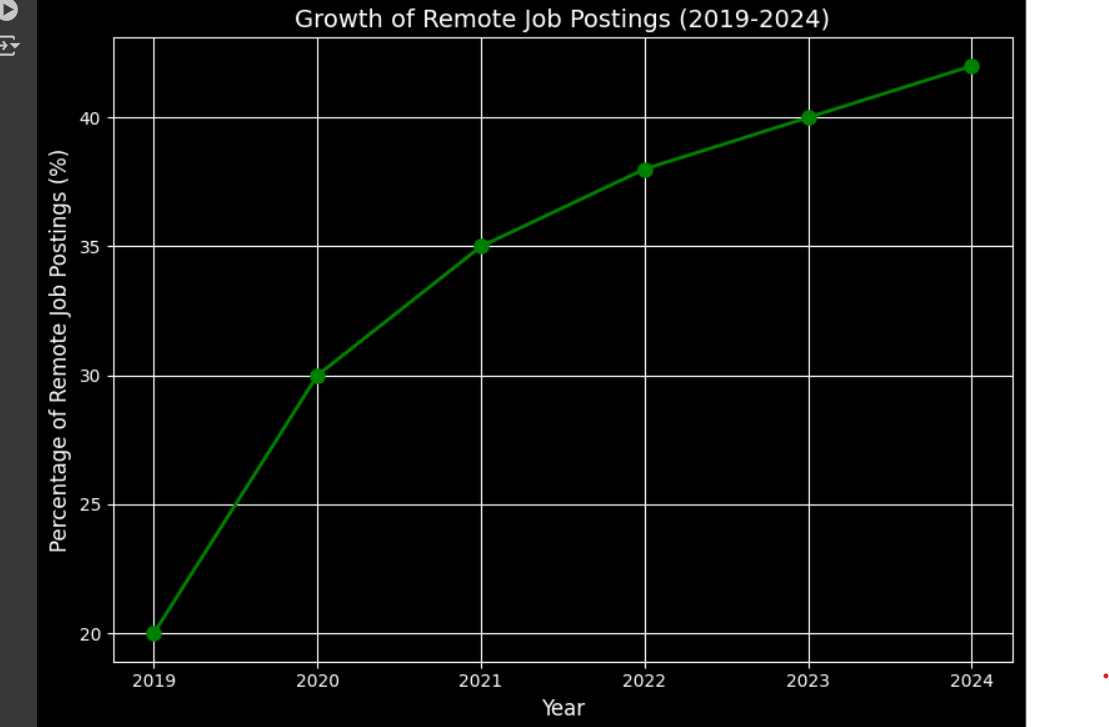 Growth of Remote Job Postings (2019-2024)
Percentage of Remote Job Postings (%)
40
35
30
25
20
2019 2020 2021 2022 2023 2024
Year